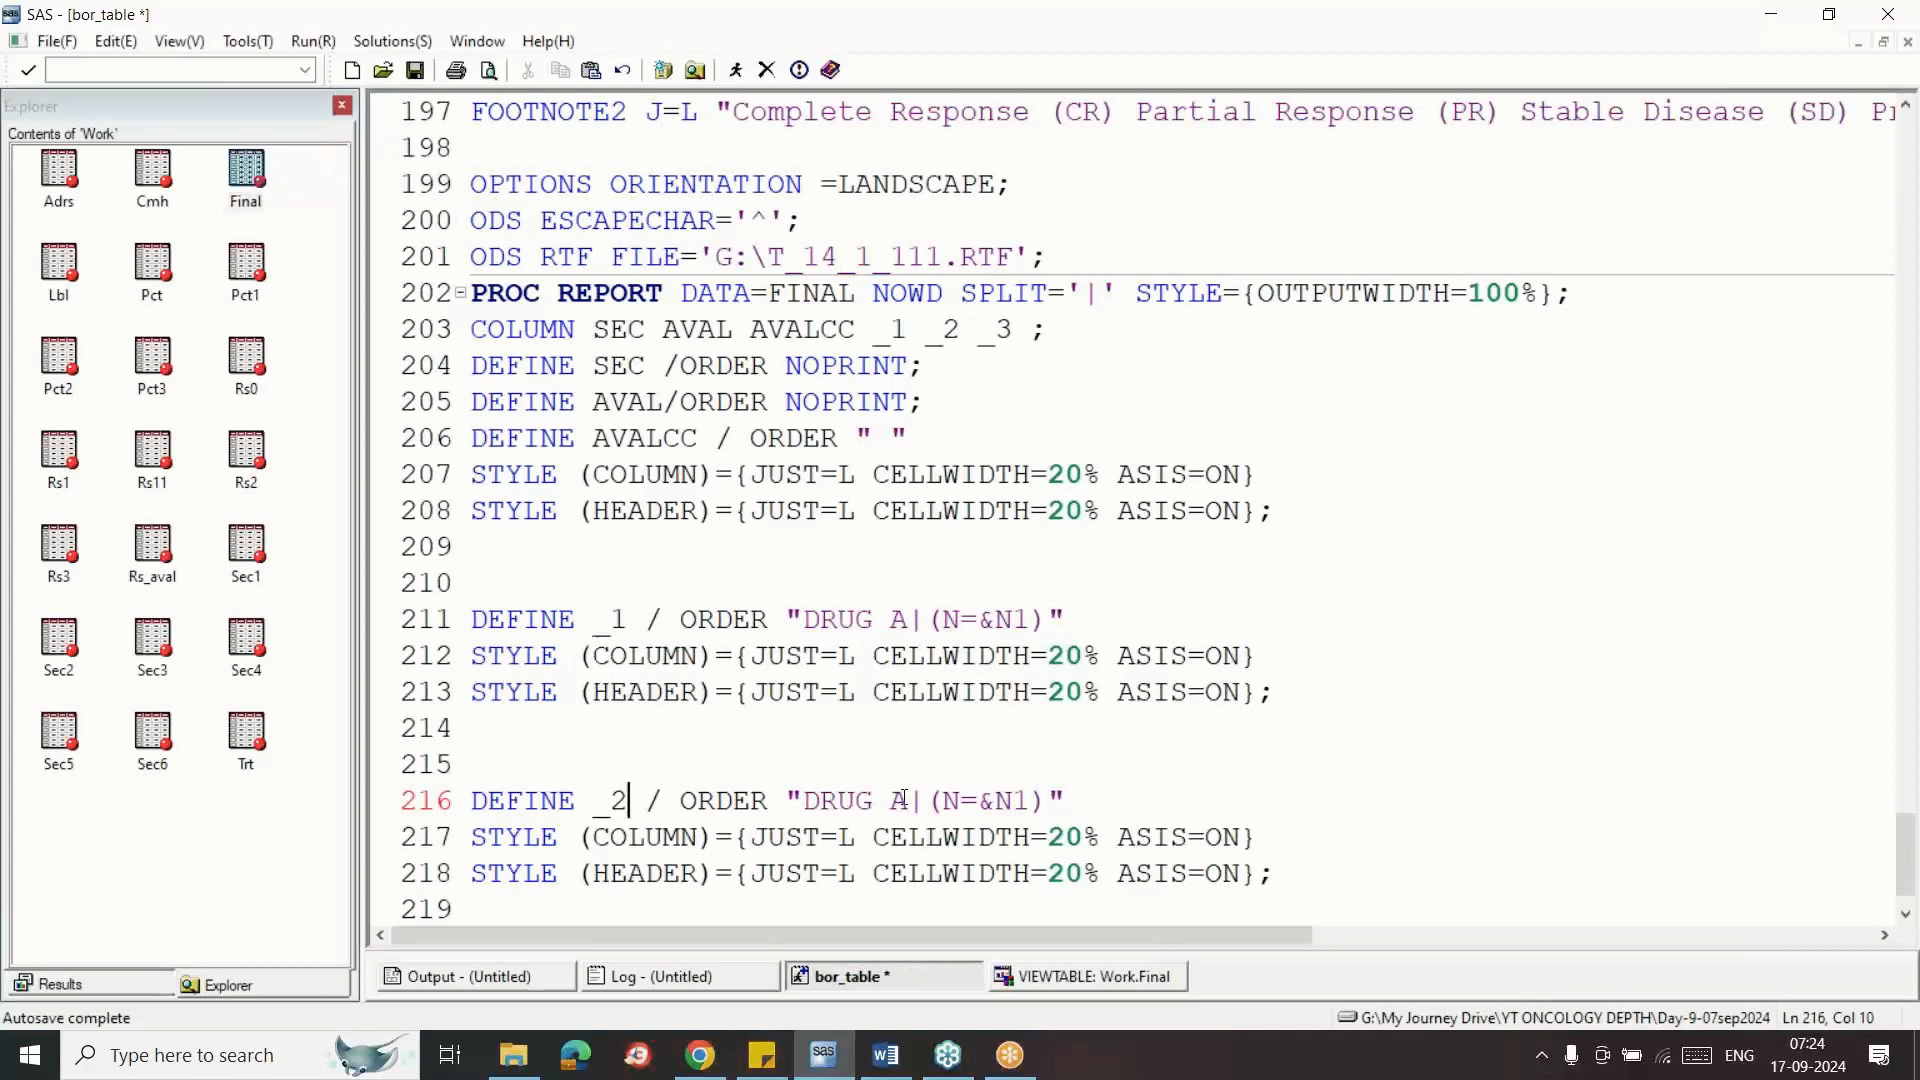 SAS - [bor_table *]
File(F) Edit(E) View(V) Tools(T) Run(R) Solutions(S) Window Help(H)
Explorer
Contents of 'Work'
Adrs Cmh Final
Lbl Pct Pct1
Pct2 Pct3 Rs0
Rs1 Rs11 Rs2
Rs3 Rs_aval Sec1
Sec2 Sec3 Sec4
Sec5 Sec6 Trt
Results Explorer
197 FOOTNOTE2 J=L "Complete Response (CR) Partial Response (PR) Stable Disease (SD) Pr
198
199 OPTIONS ORIENTATION =LANDSCAPE;
200 ODS ESCAPECHAR='^';
201 ODS RTF FILE='G:\T_14_1_111.RTF';
202 PROC REPORT DATA=FINAL NOWD SPLIT='|' STYLE={OUTPUTWIDTH=100%};
203 COLUMN SEC AVAL AVALCC _1 _2 _3 ;
204 DEFINE SEC /ORDER NOPRINT;
205 DEFINE AVAL/ORDER NOPRINT;
206 DEFINE AVALCC / ORDER " "
207 STYLE (COLUMN)={JUST=L CELLWIDTH=20% ASIS=ON}
208 STYLE (HEADER)={JUST=L CELLWIDTH=20% ASIS=ON};
209
210
211 DEFINE _1 / ORDER "DRUG A|(N=&N1)"
212 STYLE (COLUMN)={JUST=L CELLWIDTH=20% ASIS=ON}
213 STYLE (HEADER)={JUST=L CELLWIDTH=20% ASIS=ON};
214
215
216 DEFINE _2 / ORDER "DRUG A|(N=&N1)"
217 STYLE (COLUMN)={JUST=L CELLWIDTH=20% ASIS=ON}
218 STYLE (HEADER)={JUST=L CELLWIDTH=20% ASIS=ON};
219
Output - (Untitled) Log - (Untitled) bor_table * VIEWTABLE: Work.Final
Autosave complete G:\My Journey Drive\YT ONCOLOGY DEPTH\Day-9-07sep2024 Ln 216, Col 10
Type here to search
ENG
07:24
17-09-2024